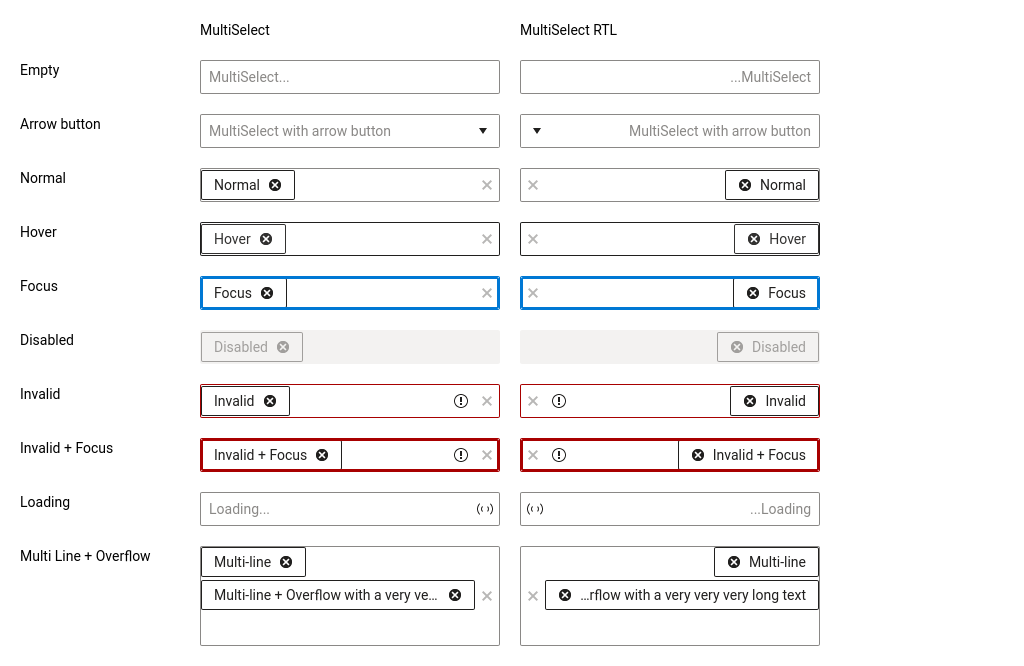 MultiSelect MultiSelect RTL
Empty MultiSelect... ...MultiSelect
Arrow button MultiSelect with arrow button MultiSelect with arrow button
Normal Normal Normal
Hover Hover Hover
Focus Focus Focus
Disabled Disabled Disabled
Invalid Invalid Invalid
Invalid + Focus Invalid + Focus Invalid + Focus
Loading Loading... ...Loading
Multi Line + Overflow Multi-line Multi-line
Multi-line + Overflow with a very ve... ...rflow with a very very very long text